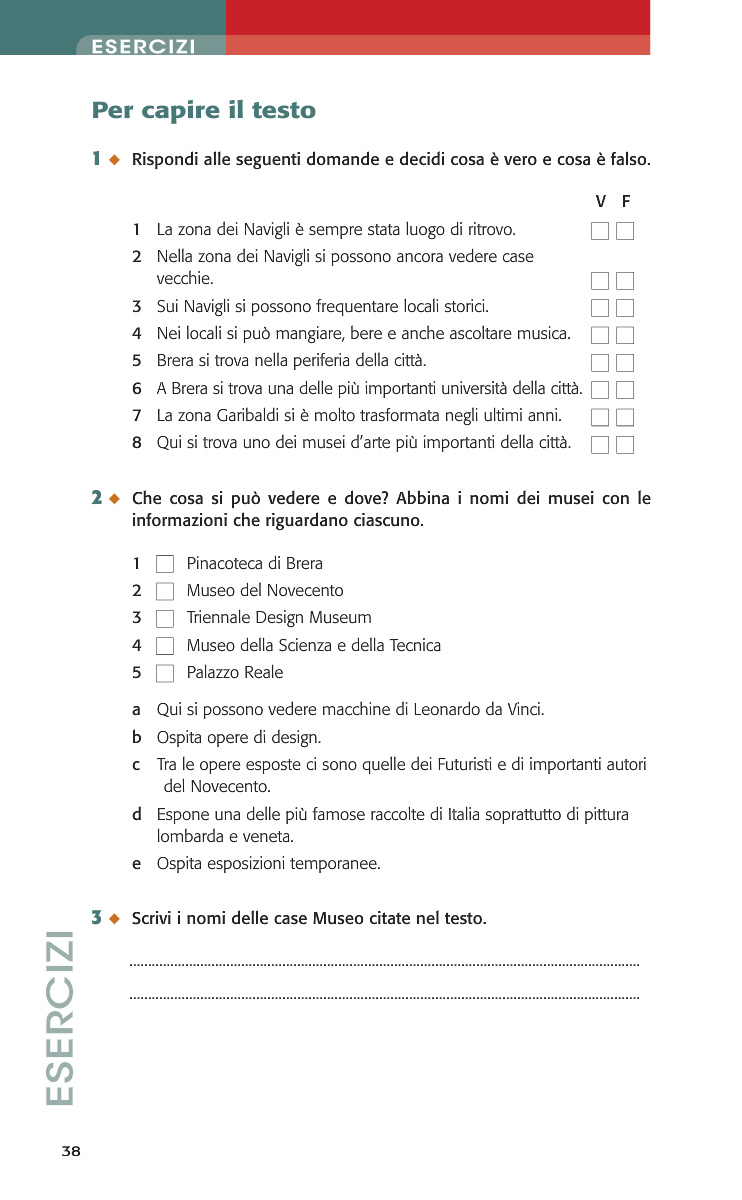 ESERCIZI
Per capire il testo
1 ◆ Rispondi alle seguenti domande e decidi cosa è vero e cosa è falso.
V F
1 La zona dei Navigli è sempre stata luogo di ritrovo.
2 Nella zona dei Navigli si possono ancora vedere case
vecchie.
3 Sui Navigli si possono frequentare locali storici.
4 Nei locali si può mangiare, bere e anche ascoltare musica.
5 Brera si trova nella periferia della città.
6 A Brera si trova una delle più importanti università della città.
7 La zona Garibaldi si è molto trasformata negli ultimi anni.
8 Qui si trova uno dei musei d'arte più importanti della città.
2 ◆ Che cosa si può vedere e dove? Abbina i nomi dei musei con le
informazioni che riguardano ciascuno.
1 Pinacoteca di Brera
2 Museo del Novecento
3 Triennale Design Museum
4 Museo della Scienza e della Tecnica
5 Palazzo Reale
a Qui si possono vedere macchine di Leonardo da Vinci.
b Ospita opere di design.
c Tra le opere esposte ci sono quelle dei Futuristi e di importanti autori
del Novecento.
d Espone una delle più famose raccolte di Italia soprattutto di pittura
lombarda e veneta.
e Ospita esposizioni temporanee.
3 ◆ Scrivi i nomi delle case Museo citate nel testo.
ESERCIZI
38